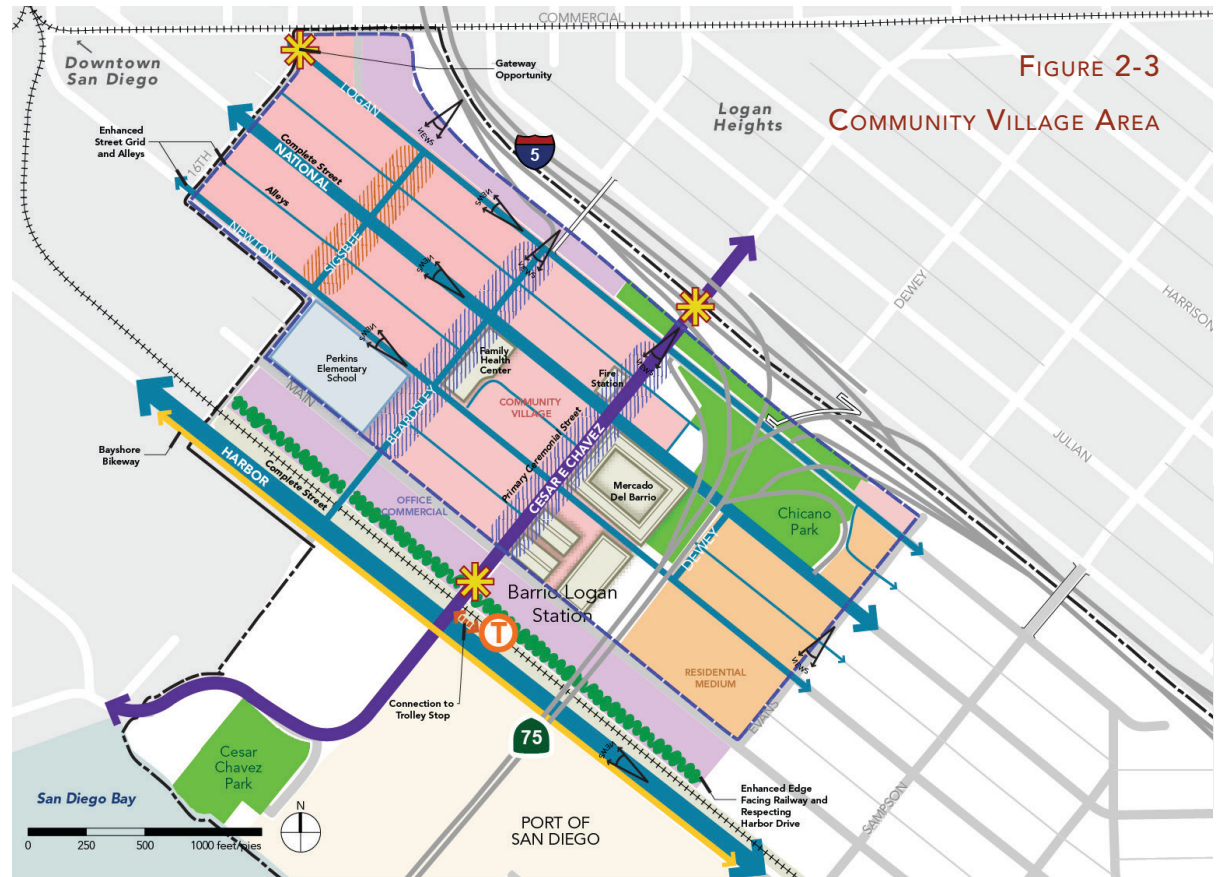 COMMERCIAL
FIGURE 2-3
COMMUNITY VILLAGE AREA
Downtown
San Diego
Gateway
Opportunity
Logan
Heights
5
Enhanced
Street Grid
and Alleys
16TH
LOGAN
VIEWS
Complete Street
NATIONAL
Alleys
VIEWS
NEWTON
SIGSBEE
VIEWS
VIEWS
DEWEY
HARRISON
Perkins
Elementary
School
VIEWS
Family
Health
Center
Fire
Station
VIEWS
MAIN
BEARDSLEY
COMMUNITY
VILLAGE
Primary Ceremonial Street
CESAR E CHAVEZ
JULIAN
Bayshore
Bikeway
HARBOR
Complete Street
OFFICE
COMMERCIAL
Mercado
Del Barrio
Chicano
Park
DEWEY
Barrio Logan
Station
T
RESIDENTIAL
MEDIUM
VIEWS
EVANS
Connection to
Trolley Stop
75
VIEWS
Cesar
Chavez
Park
San Diego Bay
N
0 250 500 1000 feet/pies
PORT OF
SAN DIEGO
Enhanced Edge
Facing Railway and
Respecting
Harbor Drive
SAMPSON